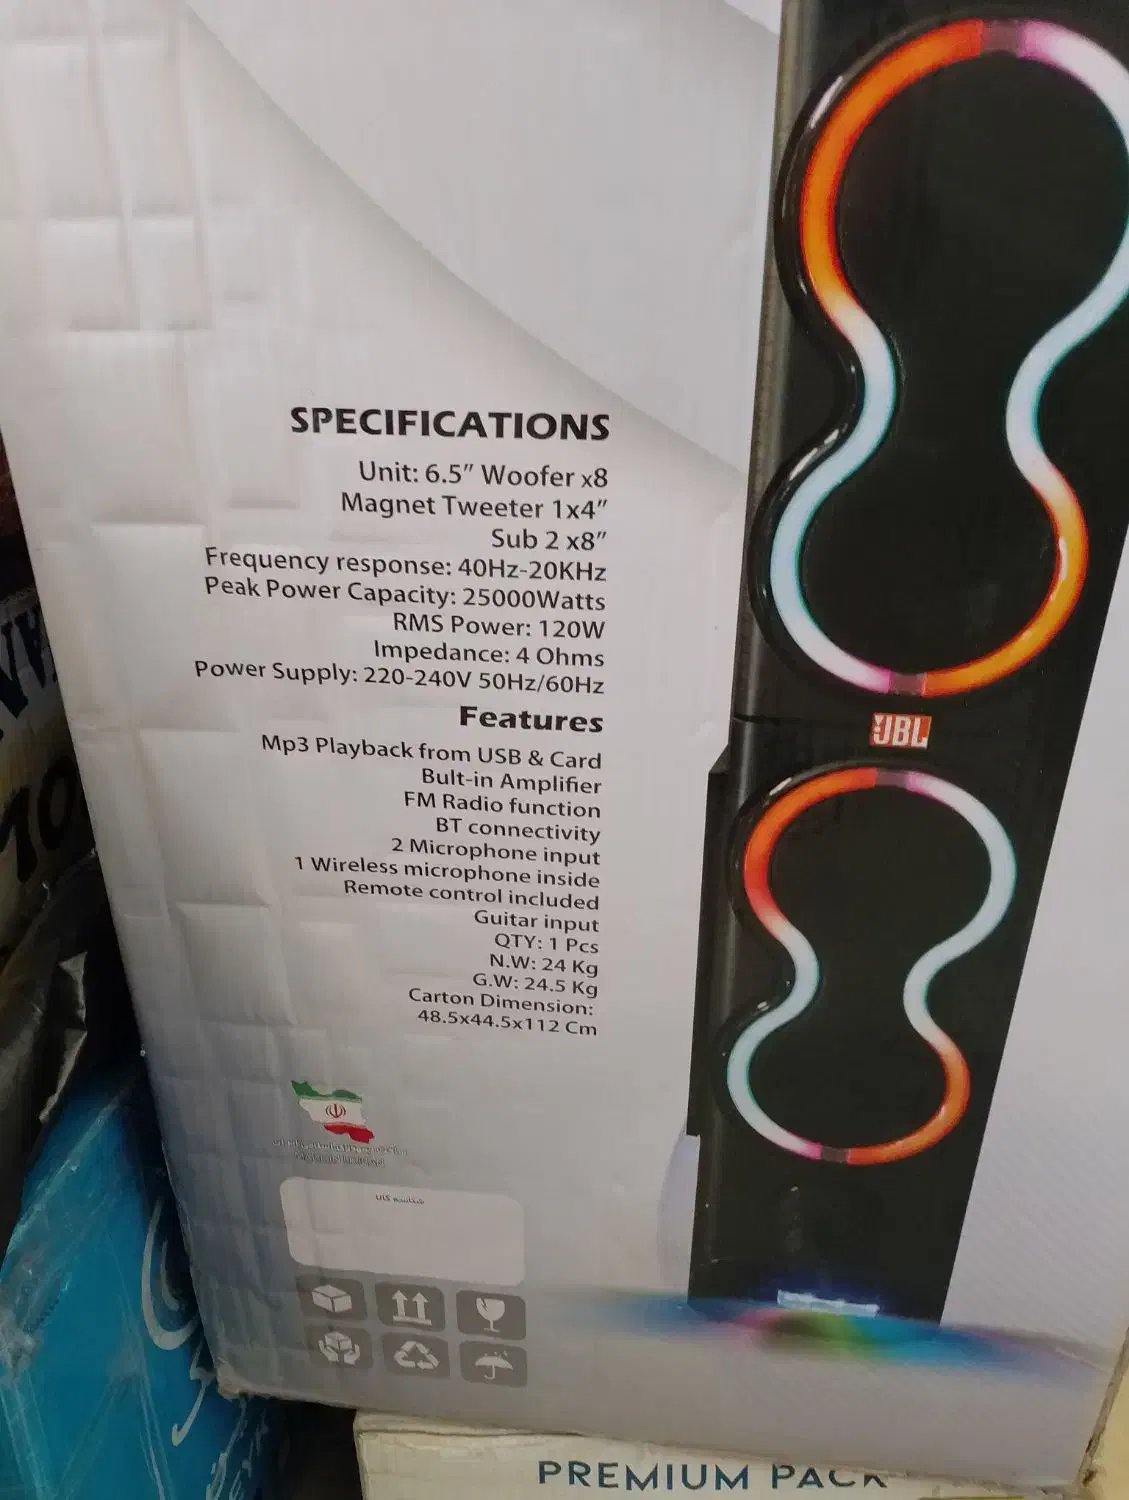 SPECIFICATIONS
Unit: 6.5″ Woofer x8
Magnet Tweeter 1x4″
Sub 2 x8″
Frequency response: 40Hz-20KHz
Peak Power Capacity: 25000Watts
RMS Power: 120W
Impedance: 4 Ohms
Power Supply: 220-240V 50Hz/60Hz
Features
Mp3 Playback from USB & Card
Bult-in Amplifier
FM Radio function
BT connectivity
2 Microphone input
1 Wireless microphone inside
Remote control included
Guitar input
QTY: 1 Pcs
N.W: 24 Kg
G.W: 24.5 Kg
Carton Dimension:
48.5x44.5x112 Cm
شناسه کالا
JBL
PREMIUM PACK